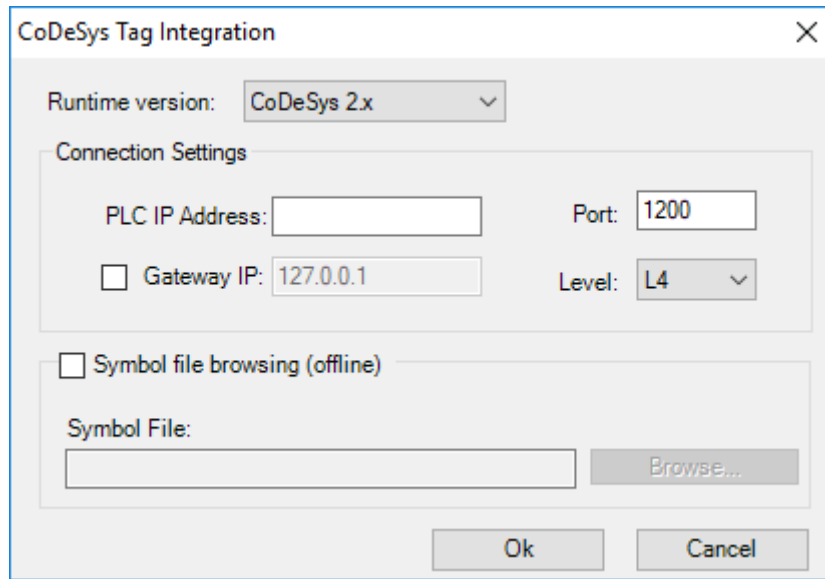 CoDeSys Tag Integration
Runtime version: CoDeSys 2.x
Connection Settings
PLC IP Address: Port: 1200
Gateway IP: 127.0.0.1 Level: L4
Symbol file browsing (offline)
Symbol File:
Browse...
Ok Cancel